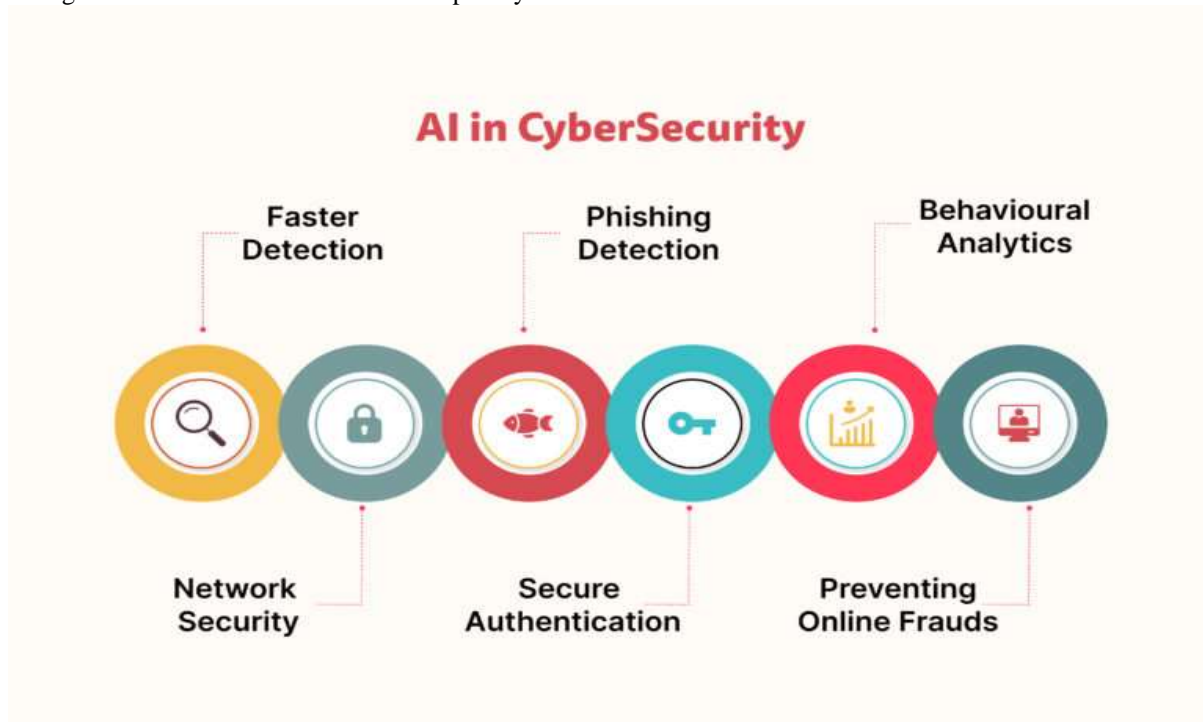 AI in CyberSecurity
Faster
Detection
Phishing
Detection
Behavioural
Analytics
Network
Security
Secure
Authentication
Preventing
Online Frauds